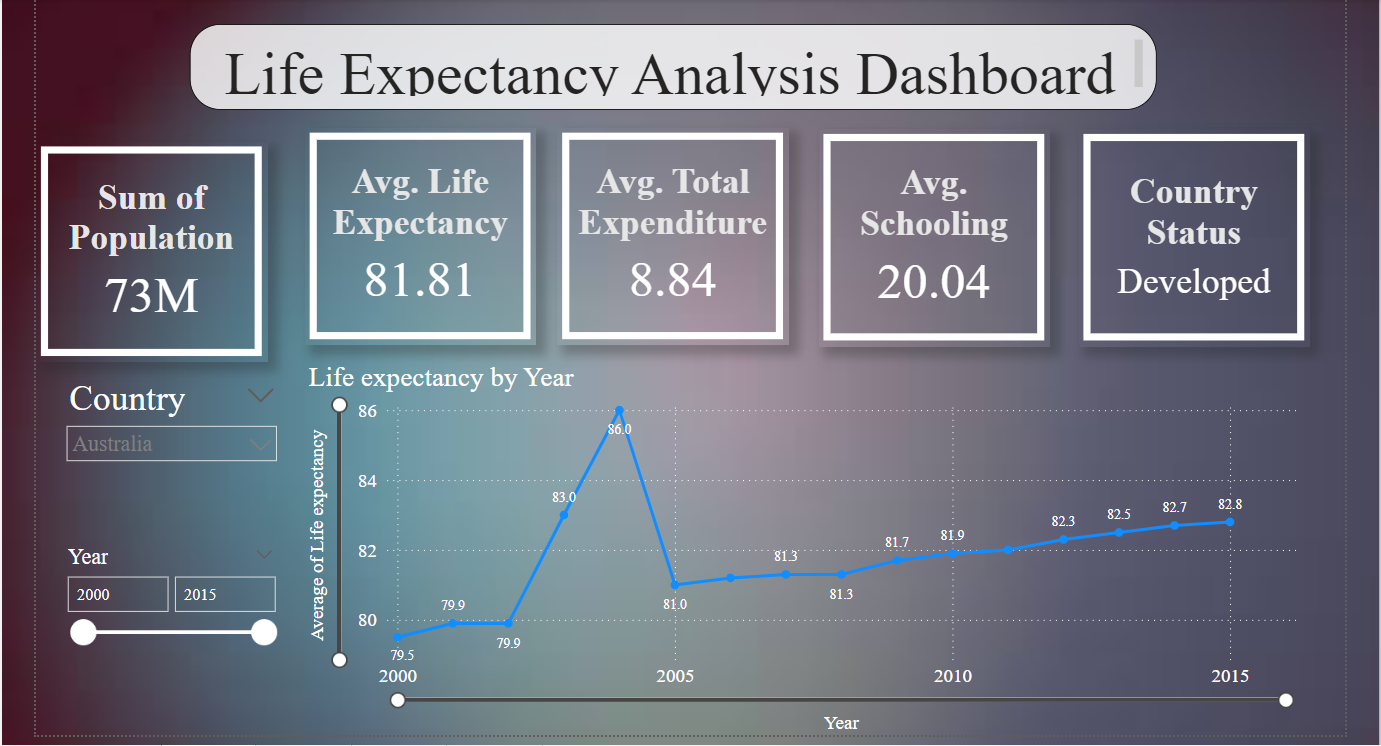 Life Expectancy Analysis Dashboard
Sum of
Population
73M
Avg. Life
Expectancy
81.81
Avg. Total
Expenditure
8.84
Avg.
Schooling
20.04
Country
Status
Developed
Country
Australia
Year
2000
2015
Life expectancy by Year
Average of Life expectancy
86
84
82
80
79.5
79.9
79.9
83.0
86.0
81.0
81.3
81.3
81.7
81.9
82.3
82.5
82.7
82.8
2000
2005
2010
2015
Year